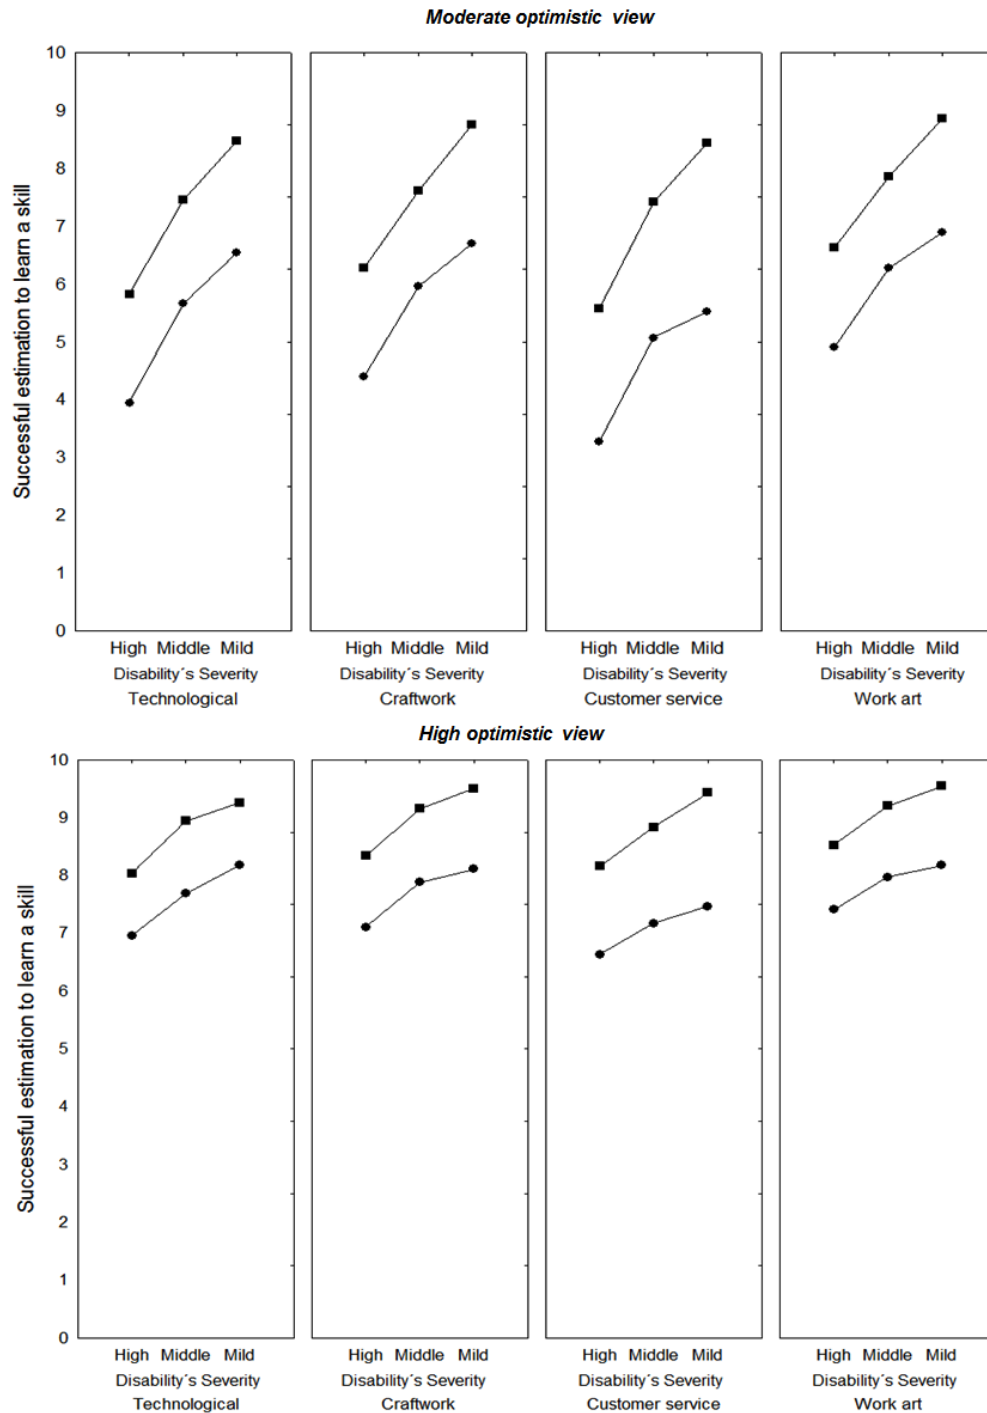 Moderate optimistic view
Successful estimation to learn a skill
10
9
8
7
6
5
4
3
2
1
0
High Middle Mild High Middle Mild High Middle Mild High Middle Mild
Disability´s Severity Disability´s Severity Disability´s Severity Disability´s Severity
Technological Craftwork Customer service Work art
High optimistic view
Successful estimation to learn a skill
10
9
8
7
6
5
4
3
2
1
0
High Middle Mild High Middle Mild High Middle Mild High Middle Mild
Disability´s Severity Disability´s Severity Disability´s Severity Disability´s Severity
Technological Craftwork Customer service Work art